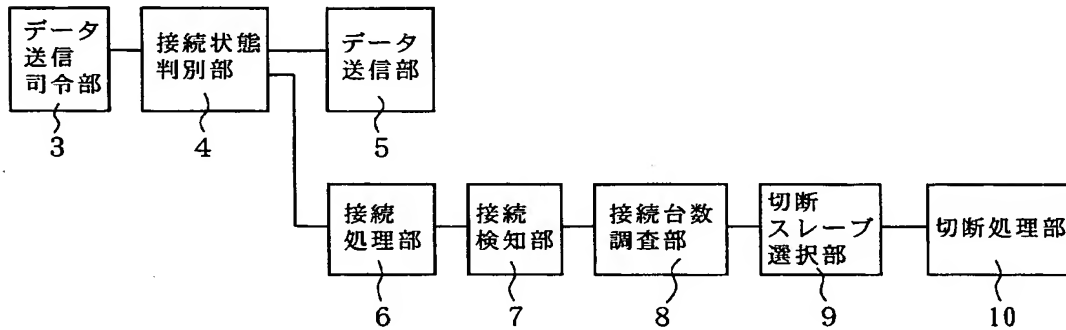 データ
送信
司令部
接続状態
判別部
データ
送信部
3
4
5
接続
処理部
接続
検知部
接続台数
調査部
切断
スレーブ
選択部
切断処理部
6
7
8
9
10